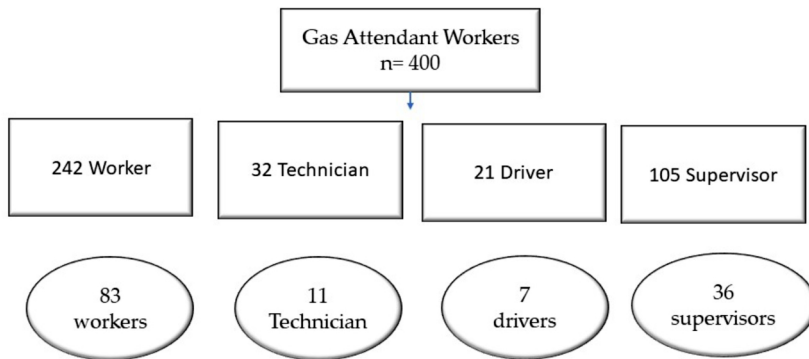 Gas Attendant Workers
n= 400
242 Worker
32 Technician
21 Driver
105 Supervisor
83
workers
11
Technician
7
drivers
36
supervisors